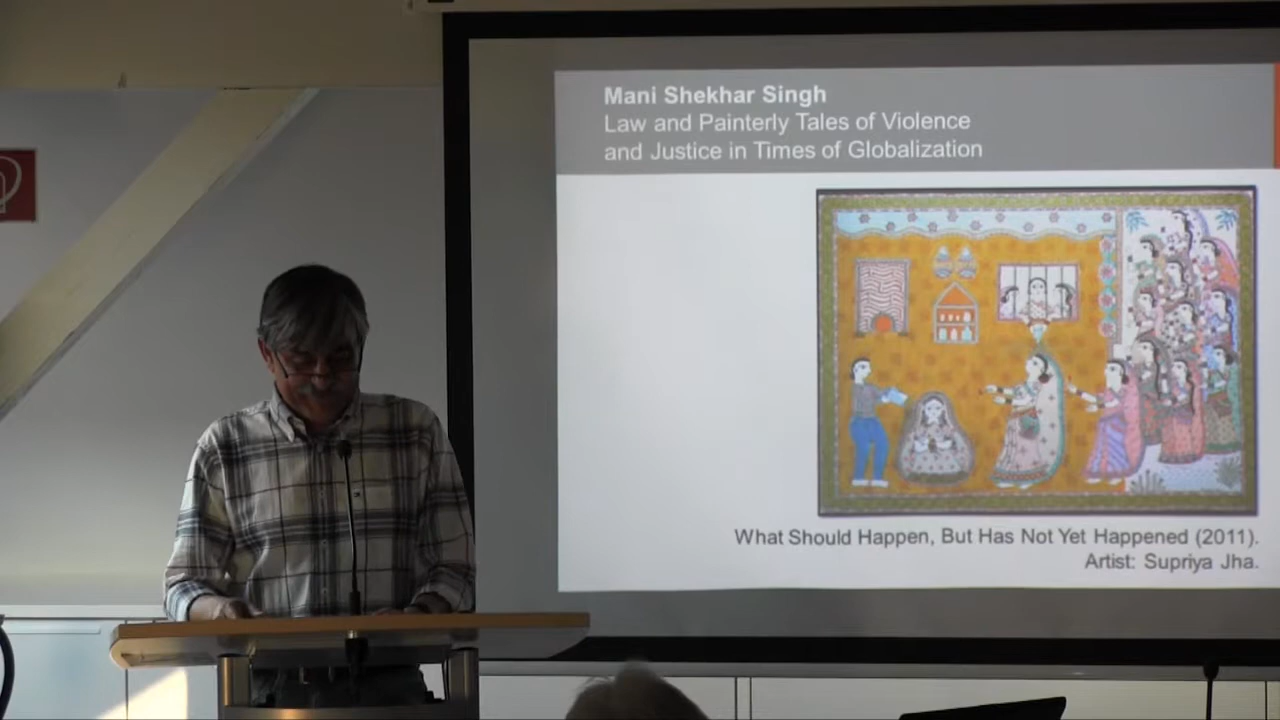 Mani Shekhar Singh
Law and Painterly Tales of Violence
and Justice in Times of Globalization
What Should Happen, But Has Not Yet Happened (2011).
Artist: Supriya Jha.